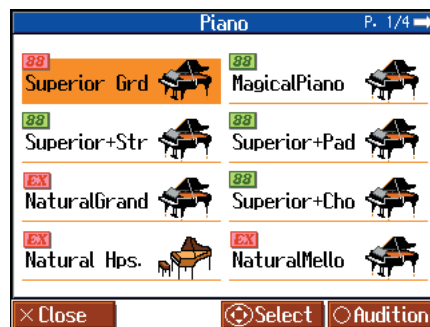 Piano P. 1/4
88 88
Superior Grd MagicalPiano
88 88
Superior+Str Superior+Pad
EX 88
NaturalGrand Superior+Cho
EX EX
Natural Hps. NaturalMello
×Close Select Audition